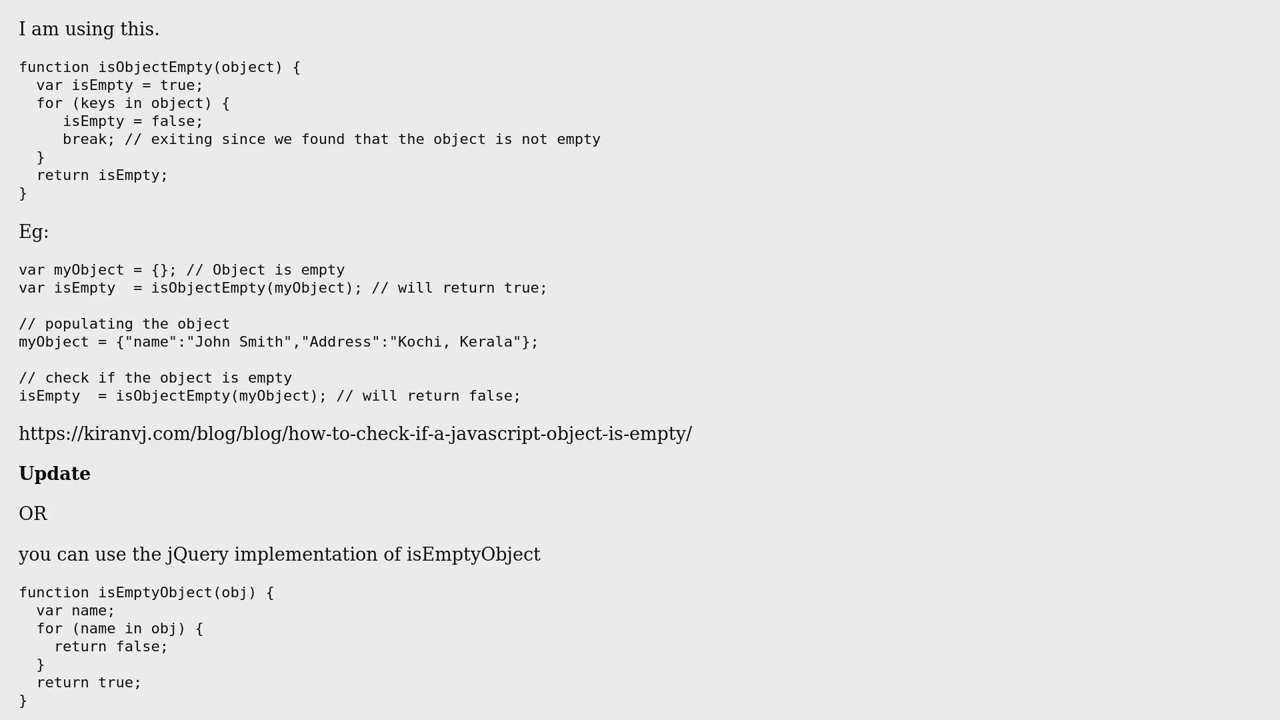 I am using this.
function isObjectEmpty(object) {
  var isEmpty = true;
  for (keys in object) {
     isEmpty = false;
     break; // exiting since we found that the object is not empty
  }
  return isEmpty;
}
Eg:
var myObject = {}; // Object is empty
var isEmpty  = isObjectEmpty(myObject); // will return true;
// populating the object
myObject = {"name":"John Smith","Address":"Kochi, Kerala"};
// check if the object is empty
isEmpty  = isObjectEmpty(myObject); // will return false;
https://kiranvj.com/blog/blog/how-to-check-if-a-javascript-object-is-empty/
Update
OR
you can use the jQuery implementation of isEmptyObject
function isEmptyObject(obj) {
  var name;
  for (name in obj) {
    return false;
  }
  return true;
}